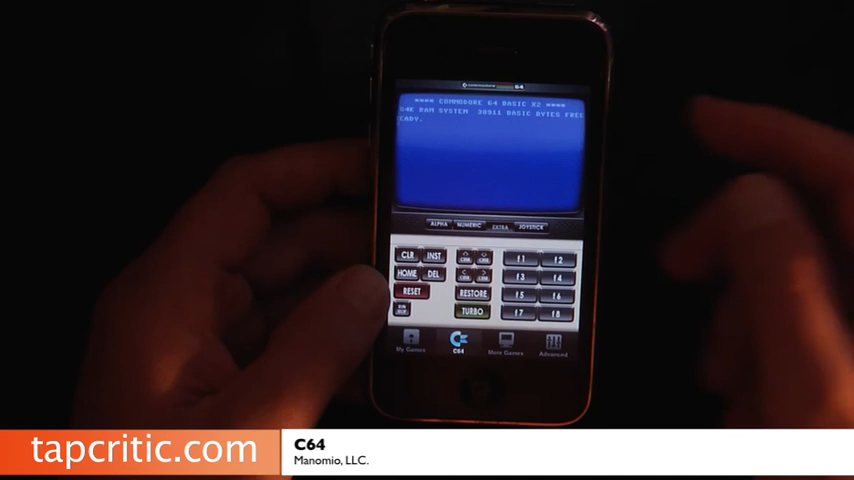 commodore 64
**** COMMODORE 64 BASIC X2 ****
64K RAM SYSTEM 38911 BASIC BYTES FREE
EADY.
ALPHA NUMERIC EXTRA JOYSTICK
CLR INST f1 f2
HOME DEL f3 f4
RESET RESTORE f5 f6
TURBO f7 f8
My Games C64 More Games Advanced
tapcritic.com
C64
Manomio, LLC.